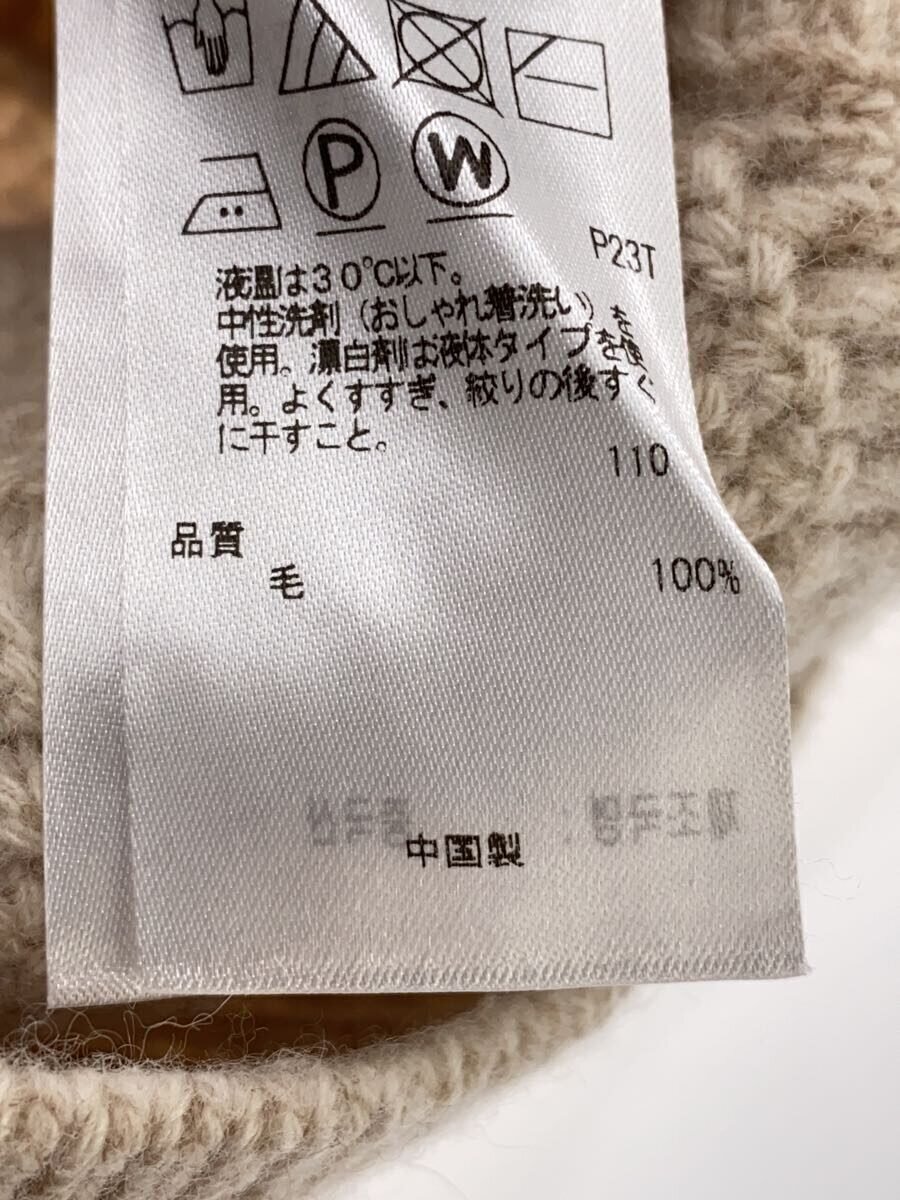 P W
P23T
液温は30℃以下。
中性洗剤（おしゃれ着洗い）を
使用。漂白剤は液体タイプを使
用。よくすすぎ、絞りの後すぐ
に干すこと。
110
品質
毛 100%
中国製